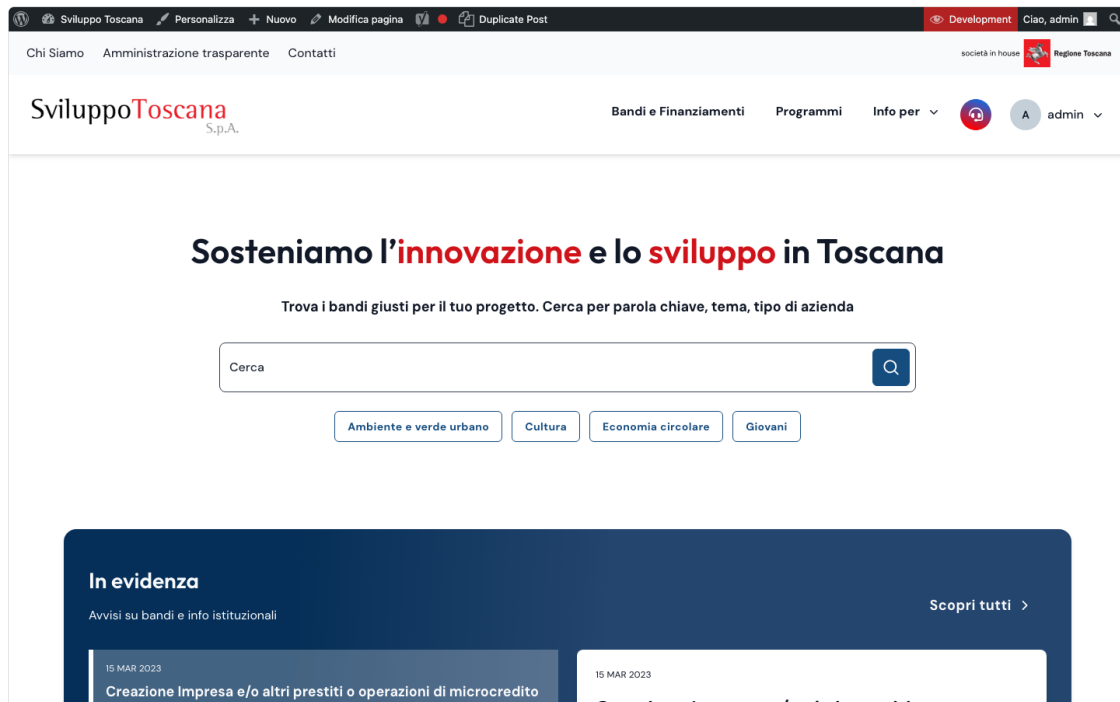 Sviluppo Toscana Personalizza Nuovo Modifica pagina Duplicate Post Development Ciao, admin
Chi Siamo Amministrazione trasparente Contatti società in house Regione Toscana
SviluppoToscana
S.p.A.
Bandi e Finanziamenti Programmi Info per A admin
Sosteniamo l’innovazione e lo sviluppo in Toscana
Trova i bandi giusti per il tuo progetto. Cerca per parola chiave, tema, tipo di azienda
Cerca
Ambiente e verde urbano Cultura Economia circolare Giovani
In evidenza
Avvisi su bandi e info istituzionali
Scopri tutti
15 MAR 2023
Creazione Impresa e/o altri prestiti o operazioni di microcredito
15 MAR 2023